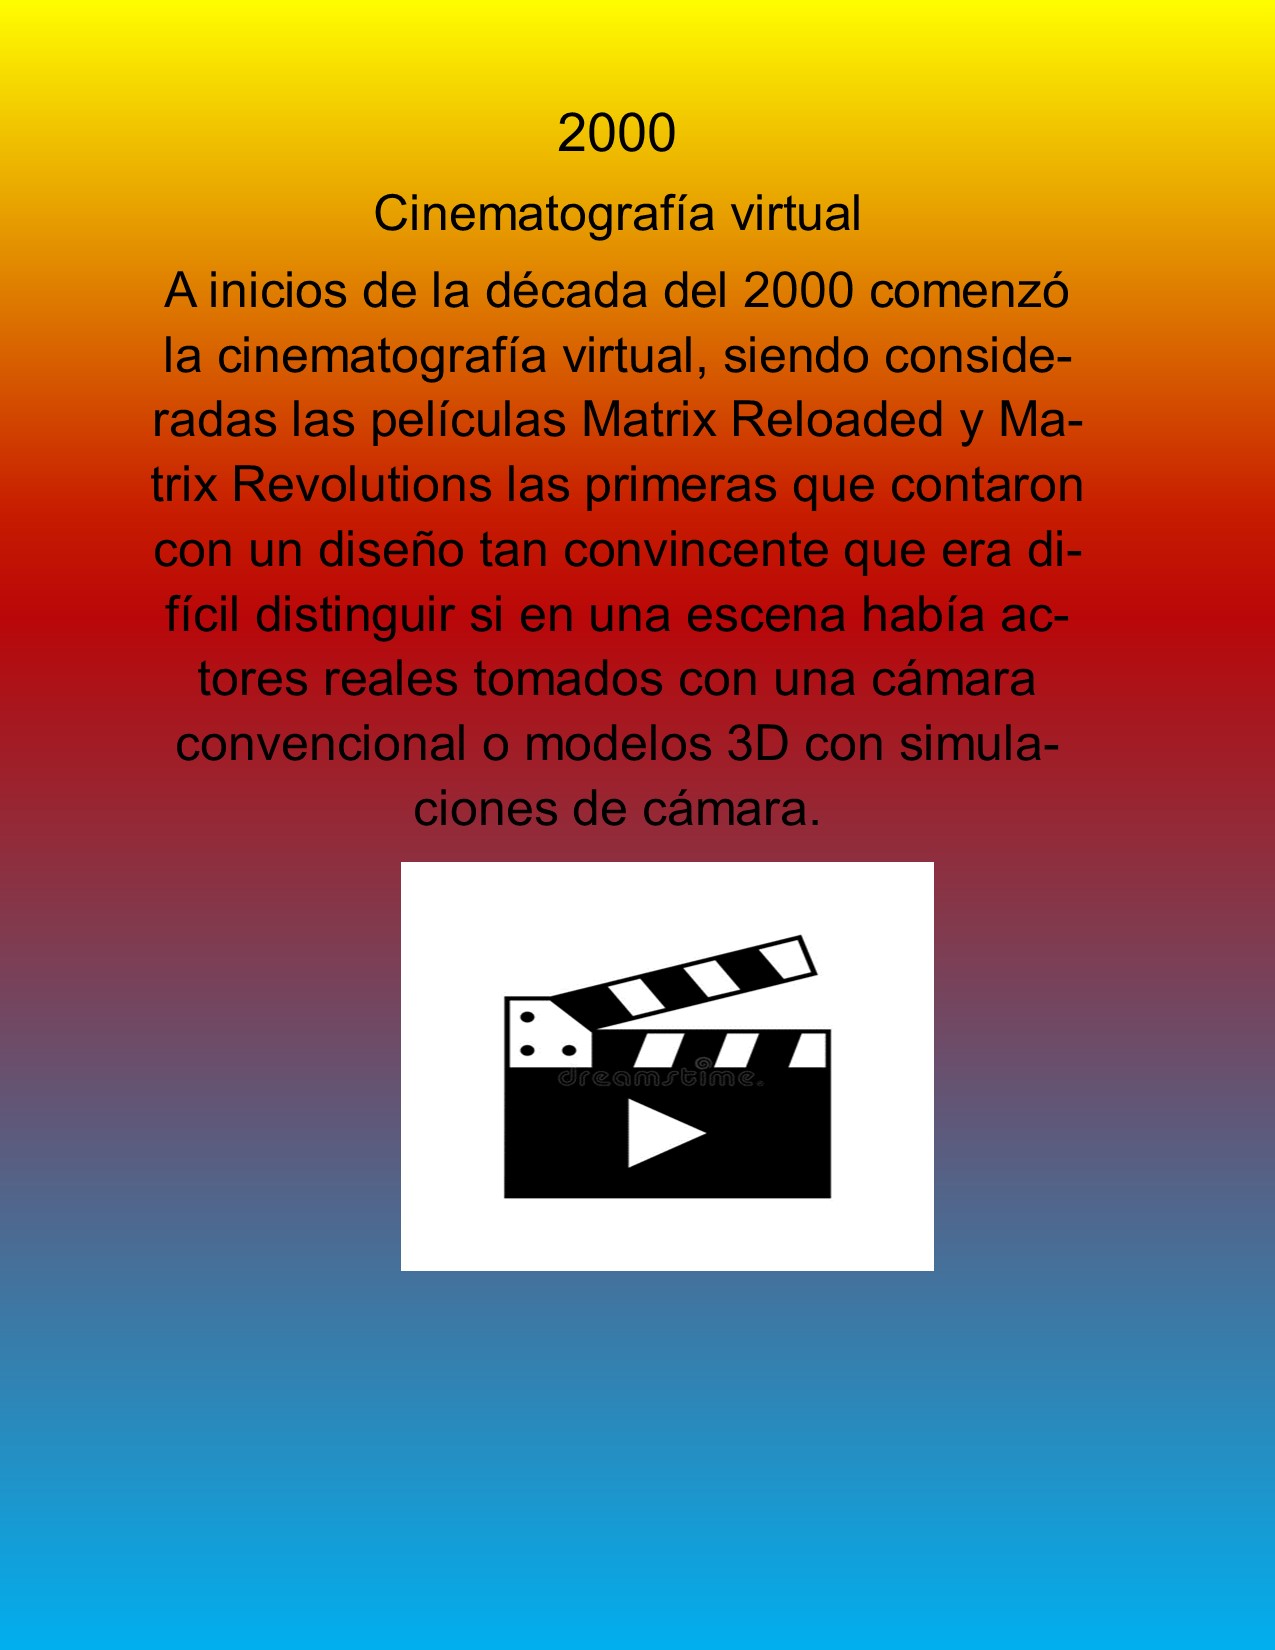 2000
Cinematografía virtual
A inicios de la década del 2000 comenzó
la cinematografía virtual, siendo conside-
radas las películas Matrix Reloaded y Ma-
trix Revolutions las primeras que contaron
con un diseño tan convincente que era di-
fícil distinguir si en una escena había ac-
tores reales tomados con una cámara
convencional o modelos 3D con simula-
ciones de cámara.
dreamstime.